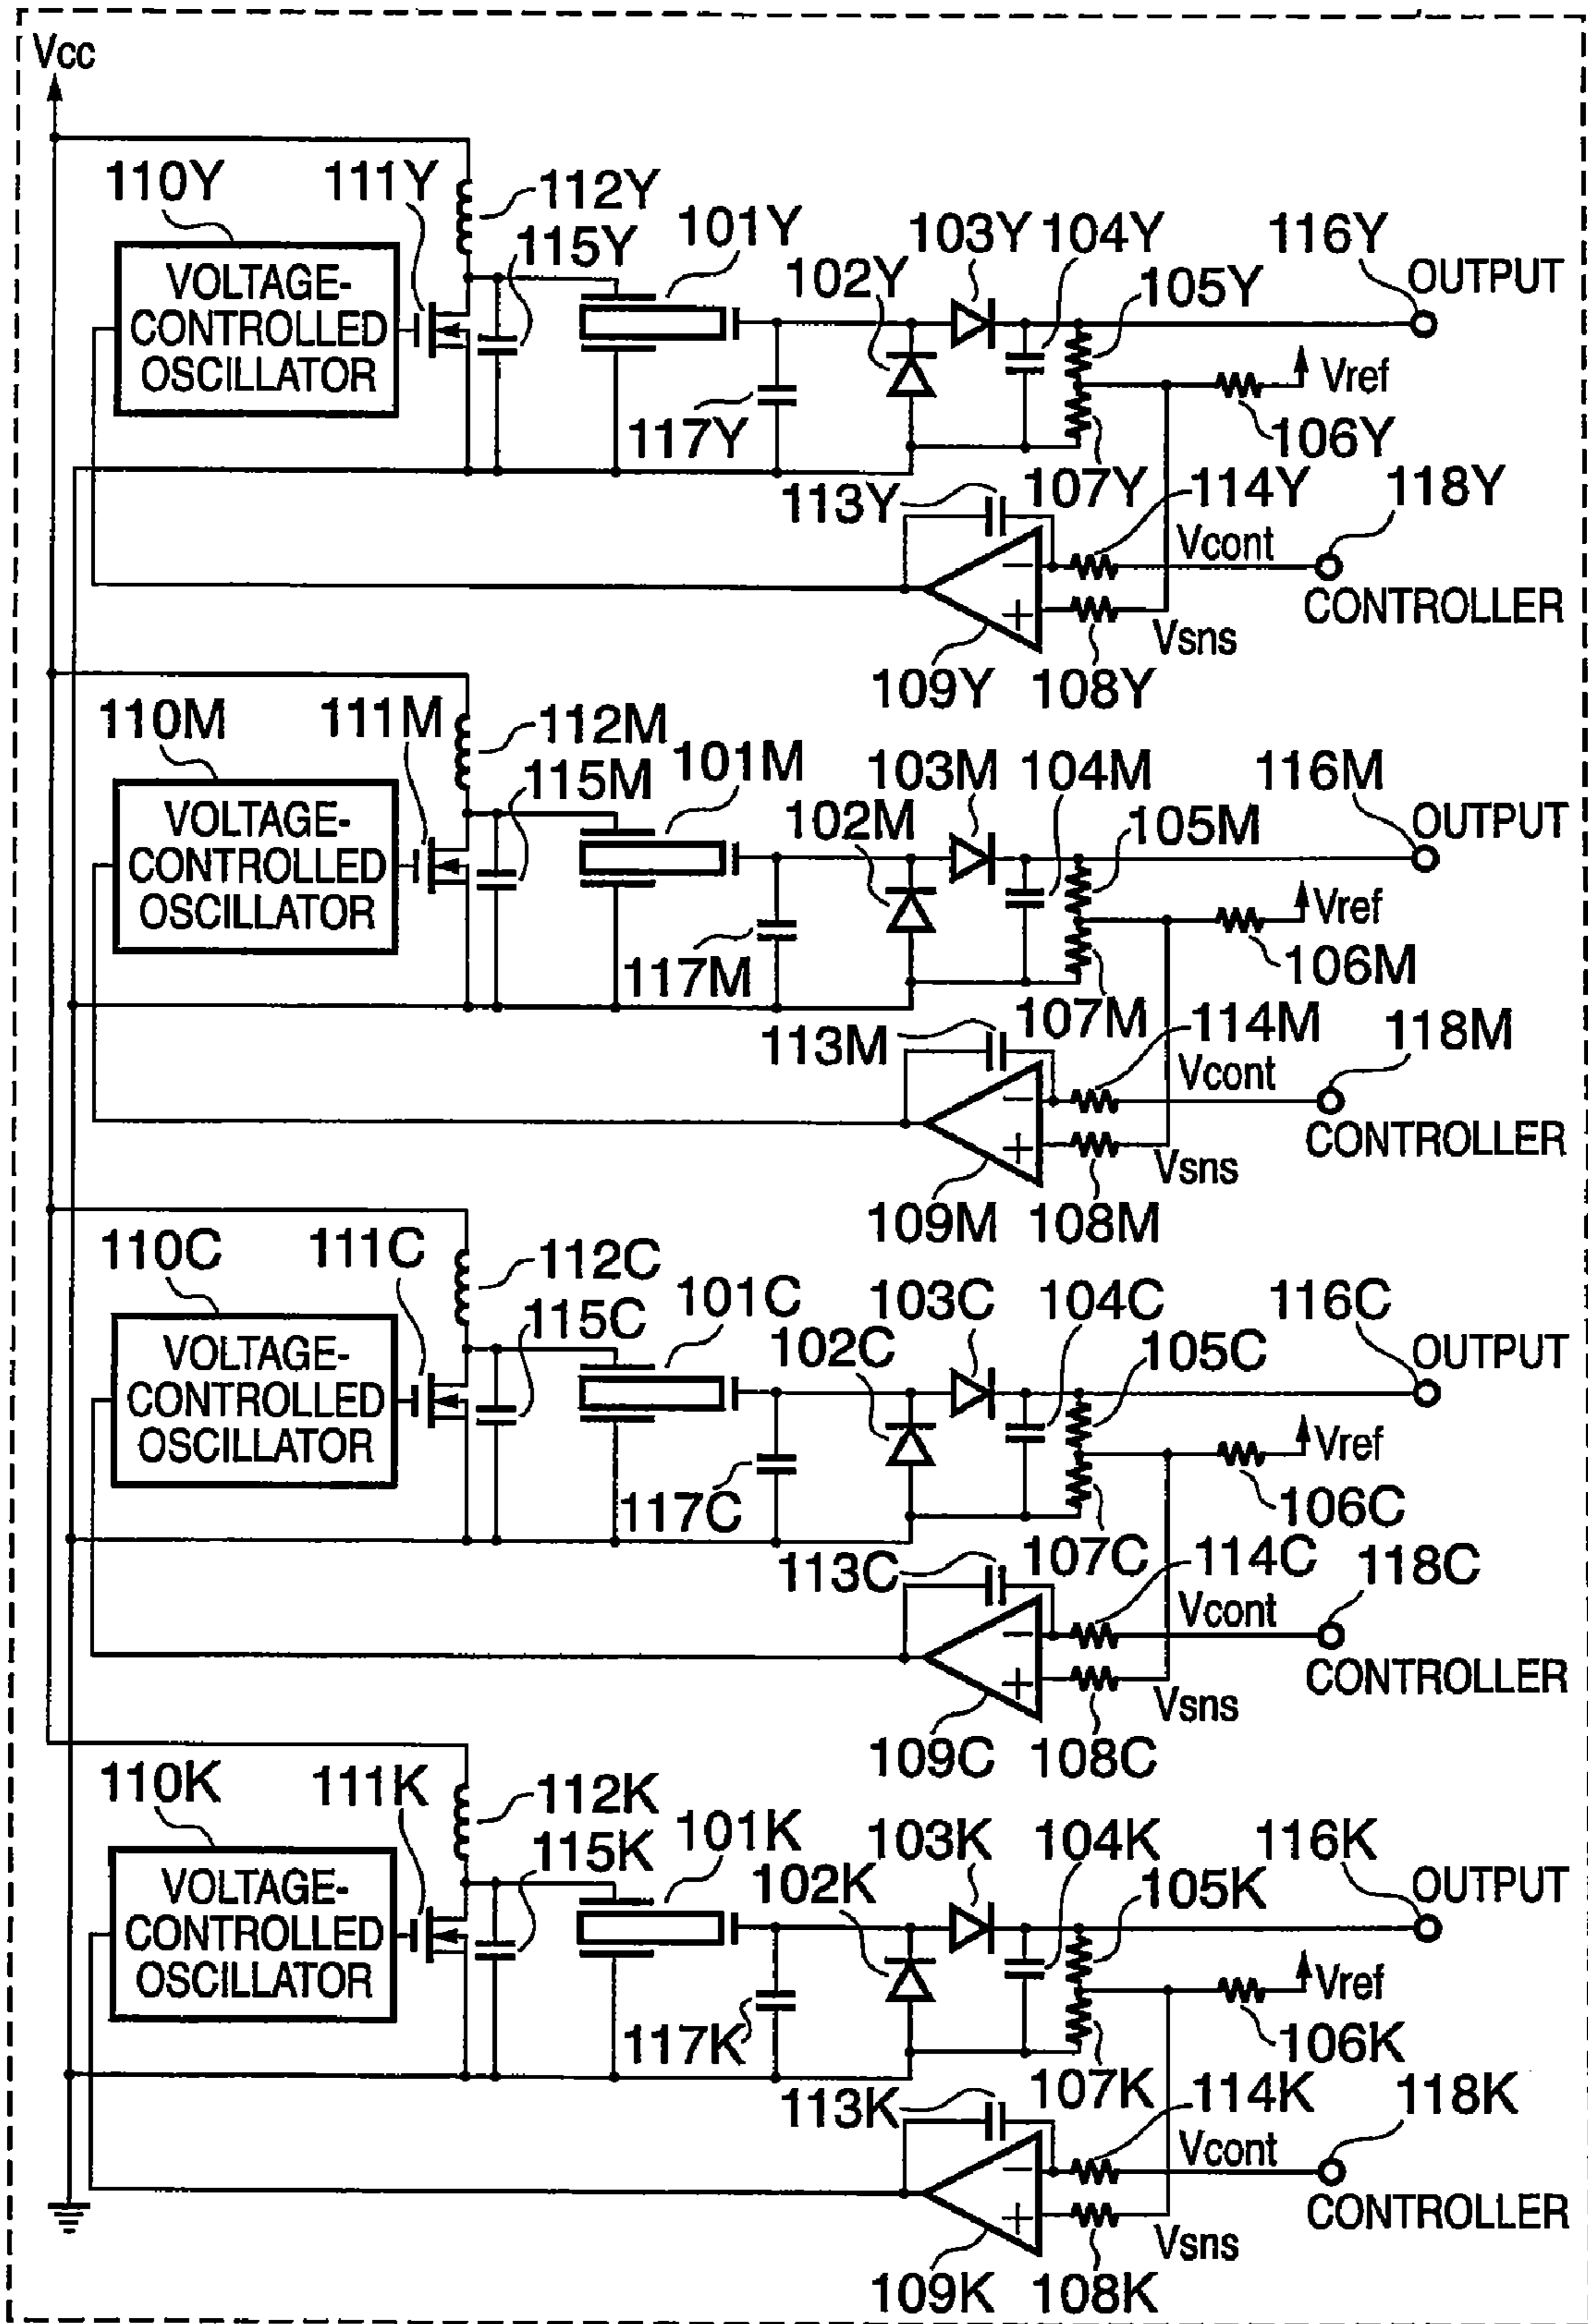 Vcc
110Y
111Y
112Y
115Y
101Y
102Y
103Y
104Y
105Y
116Y
OUTPUT
VOLTAGE-
CONTROLLED
OSCILLATOR
117Y
Vref
106Y
107Y
113Y
114Y
118Y
Vcont
CONTROLLER
−
+
Vsns
109Y
108Y
110M
111M
112M
115M
101M
102M
103M
104M
105M
116M
OUTPUT
VOLTAGE-
CONTROLLED
OSCILLATOR
117M
Vref
106M
107M
113M
114M
118M
Vcont
CONTROLLER
−
+
Vsns
109M
108M
110C
111C
112C
115C
101C
102C
103C
104C
105C
116C
OUTPUT
VOLTAGE-
CONTROLLED
OSCILLATOR
117C
Vref
106C
107C
113C
114C
118C
Vcont
CONTROLLER
−
+
Vsns
109C
108C
110K
111K
112K
115K
101K
102K
103K
104K
105K
116K
OUTPUT
VOLTAGE-
CONTROLLED
OSCILLATOR
117K
Vref
106K
107K
113K
114K
118K
Vcont
CONTROLLER
−
+
Vsns
109K
108K